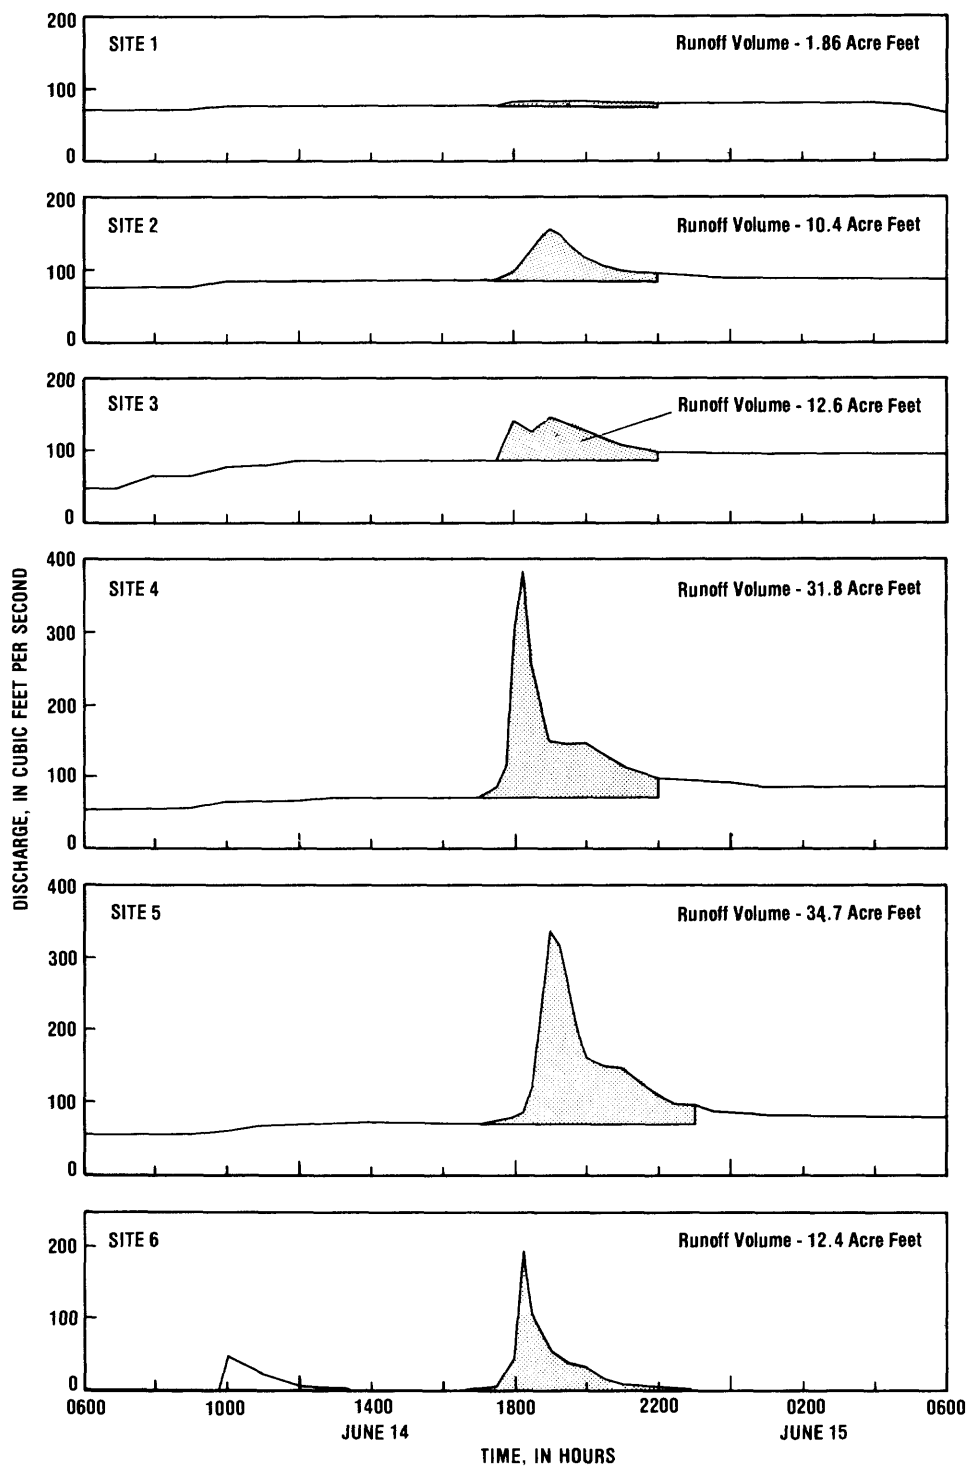 200
SITE 1
Runoff Volume - 1.86 Acre Feet
100
0
200
SITE 2
Runoff Volume - 10.4 Acre Feet
100
0
200
SITE 3
Runoff Volume - 12.6 Acre Feet
100
0
400
SITE 4
Runoff Volume - 31.8 Acre Feet
300
200
100
0
DISCHARGE, IN CUBIC FEET PER SECOND
400
SITE 5
Runoff Volume - 34.7 Acre Feet
300
200
100
0
SITE 6
Runoff Volume - 12.4 Acre Feet
200
100
0
0600 1000 1400 1800 2200 0200 0600
JUNE 14 JUNE 15
TIME, IN HOURS